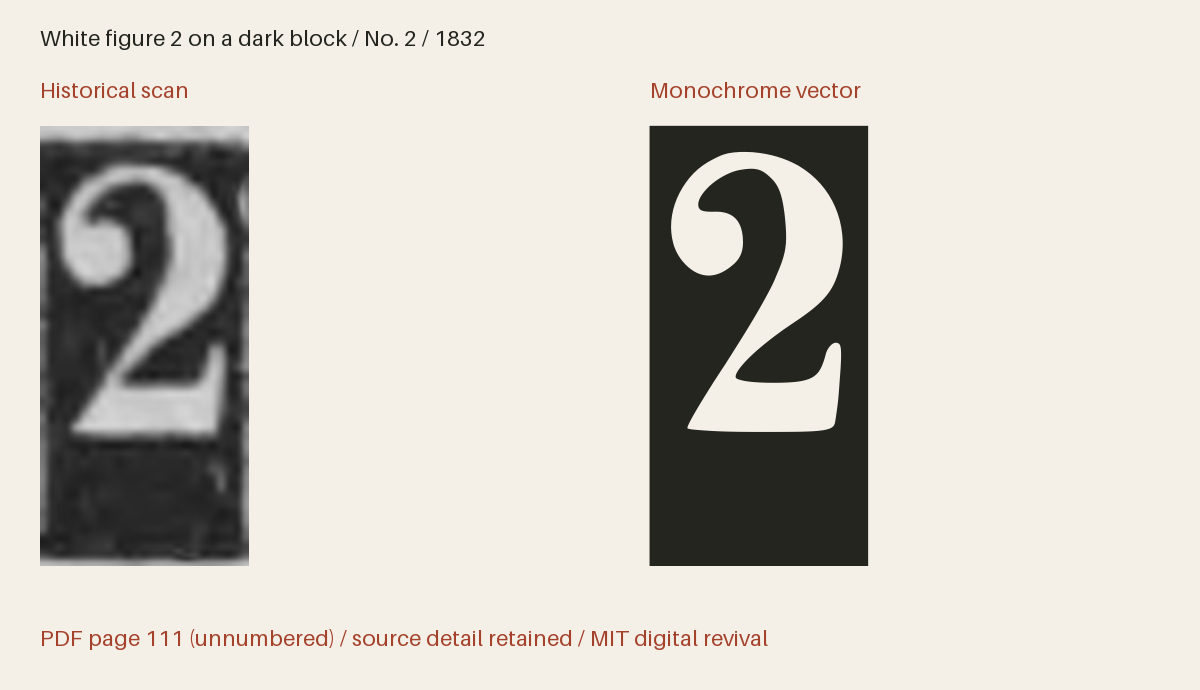 White figure 2 on a dark block / No. 2 / 1832
Historical scan
Monochrome vector
2
2
PDF page 111 (unnumbered) / source detail retained / MIT digital revival